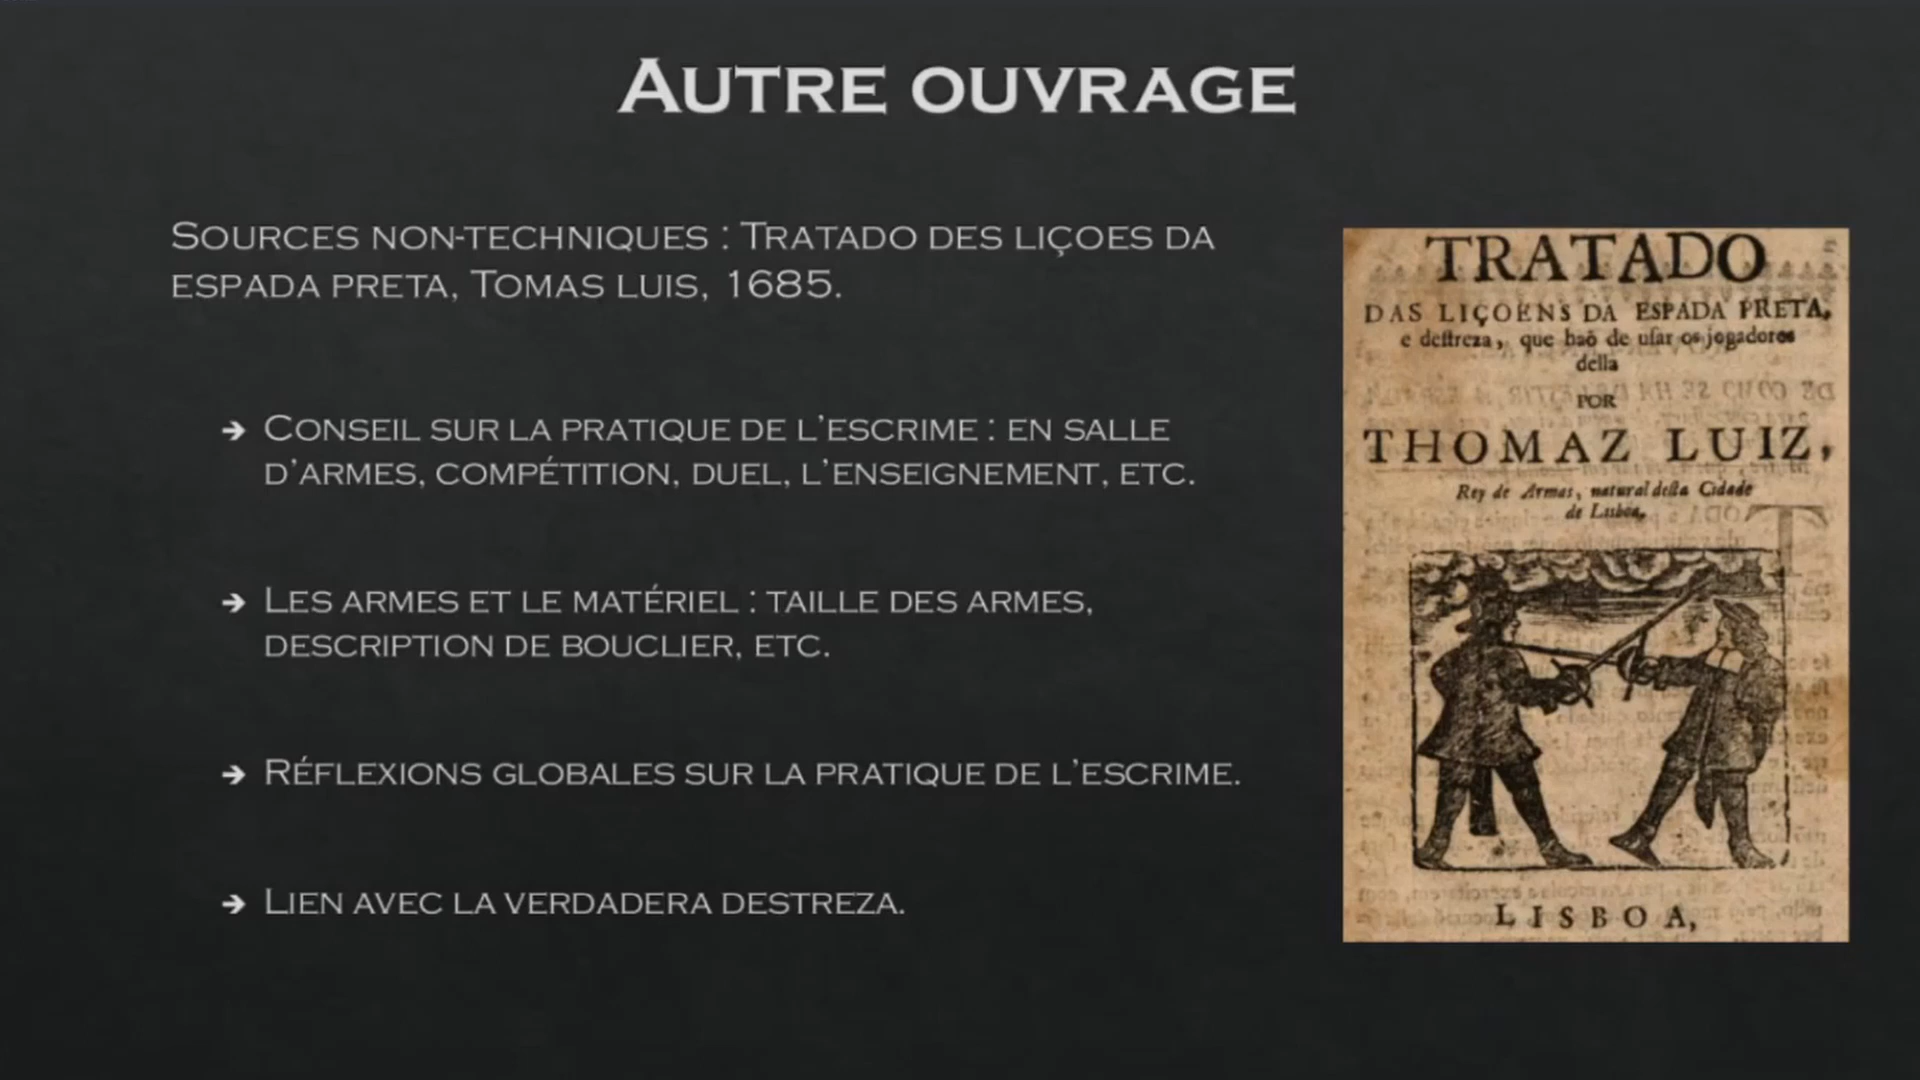 AUTRE OUVRAGE
SOURCES NON-TECHNIQUES : TRATADO DES LIÇOES DA
ESPADA PRETA, TOMAS LUIS, 1685.
➔ CONSEIL SUR LA PRATIQUE DE L'ESCRIME : EN SALLE
D'ARMES, COMPÉTITION, DUEL, L'ENSEIGNEMENT, ETC.
➔ LES ARMES ET LE MATÉRIEL : TAILLE DES ARMES,
DESCRIPTION DE BOUCLIER, ETC.
➔ RÉFLEXIONS GLOBALES SUR LA PRATIQUE DE L'ESCRIME.
➔ LIEN AVEC LA VERDADERA DESTREZA.
TRATADO
DAS LIÇOENS DA ESPADA PRETA,
e deſtreza, que haõ de uſar os jogadores
della
POR
THOMAZ LUIZ,
Rey de Armas, natural deſta Cidade
de Lisboa,
LISBOA,